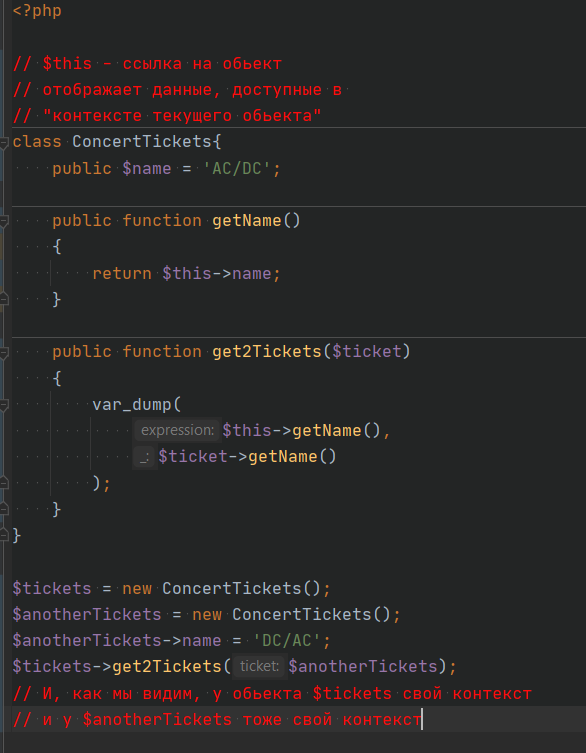 <?php
// $this - ссылка на обьект
// отображает данные, доступные в
// "контексте текущего обьекта"
class ConcertTickets{
public $name = 'AC/DC';
public function getName()
{
return $this->name;
}
public function get2Tickets($ticket)
{
var_dump(
expression: $this->getName(),
_: $ticket->getName()
);
}
}
$tickets = new ConcertTickets();
$anotherTickets = new ConcertTickets();
$anotherTickets->name = 'DC/AC';
$tickets->get2Tickets( ticket: $anotherTickets);
// И, как мы видим, у обьекта $tickets свой контекст
// и у $anotherTickets тоже свой контекст